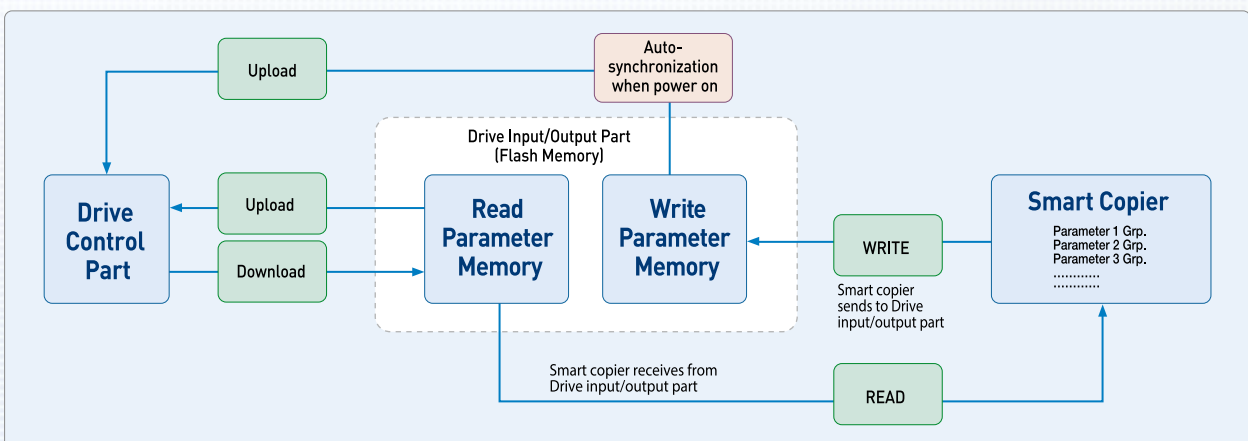 Upload
Auto-
synchronization
when power on
Drive Input/Output Part
(Flash Memory)
Drive
Control
Part
Upload
Download
Read
Parameter
Memory
Write
Parameter
Memory
WRITE
Smart copier
sends to Drive
input/output part
Smart Copier
Parameter 1 Grp.
Parameter 2 Grp.
Parameter 3 Grp.
............
............
Smart copier receives from
Drive input/output part
READ